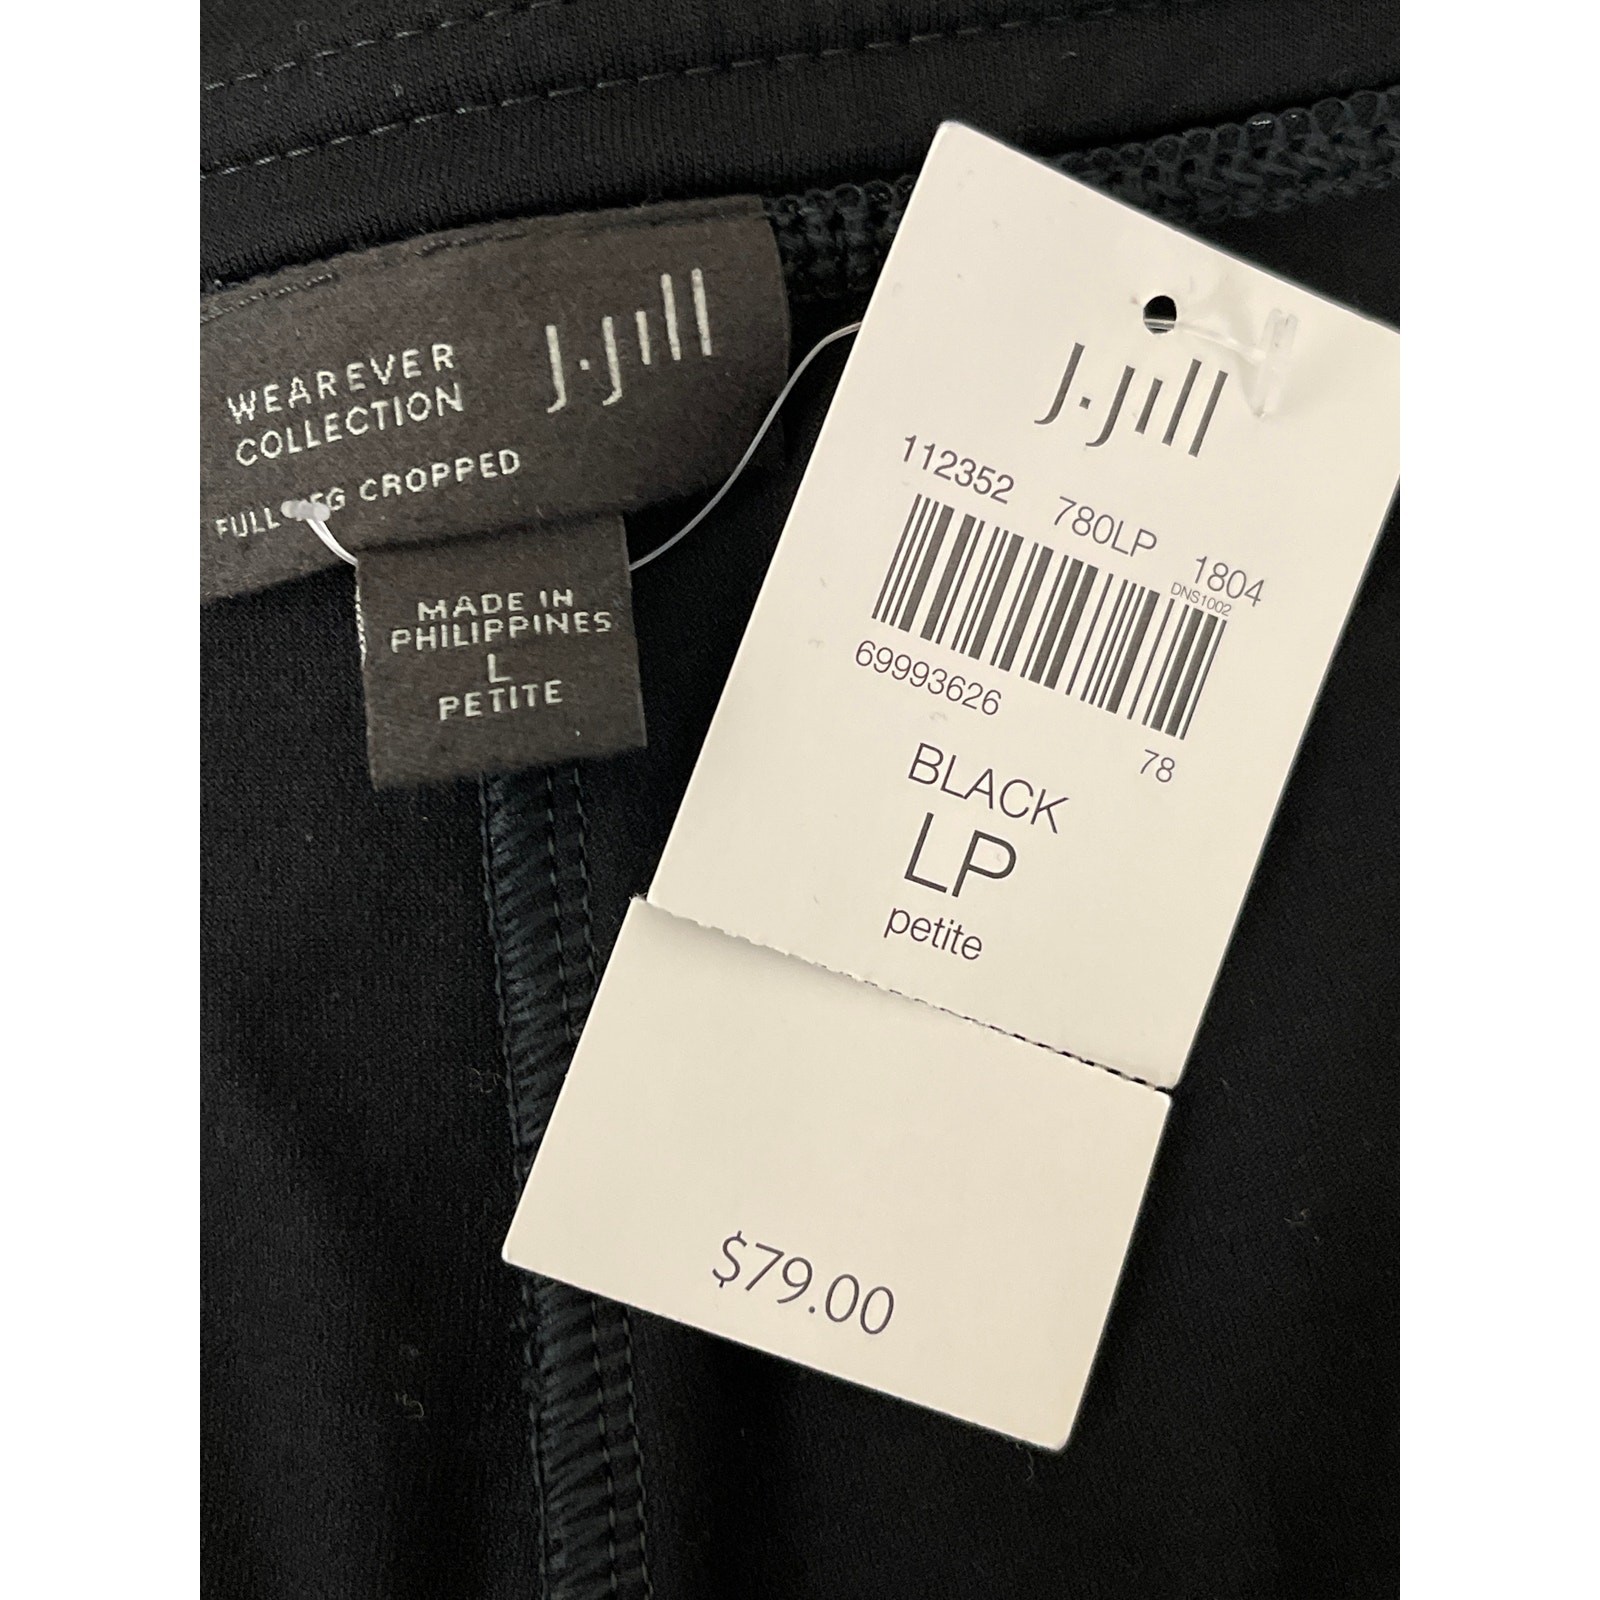 WEAREVER
COLLECTION
J.Jill
FULL CROPPED
MADE IN
PHILIPPINES
L
PETITE
J.Jill
112352 780LP 1804
DNS1002
69993626
78
BLACK
LP
petite
$79.00